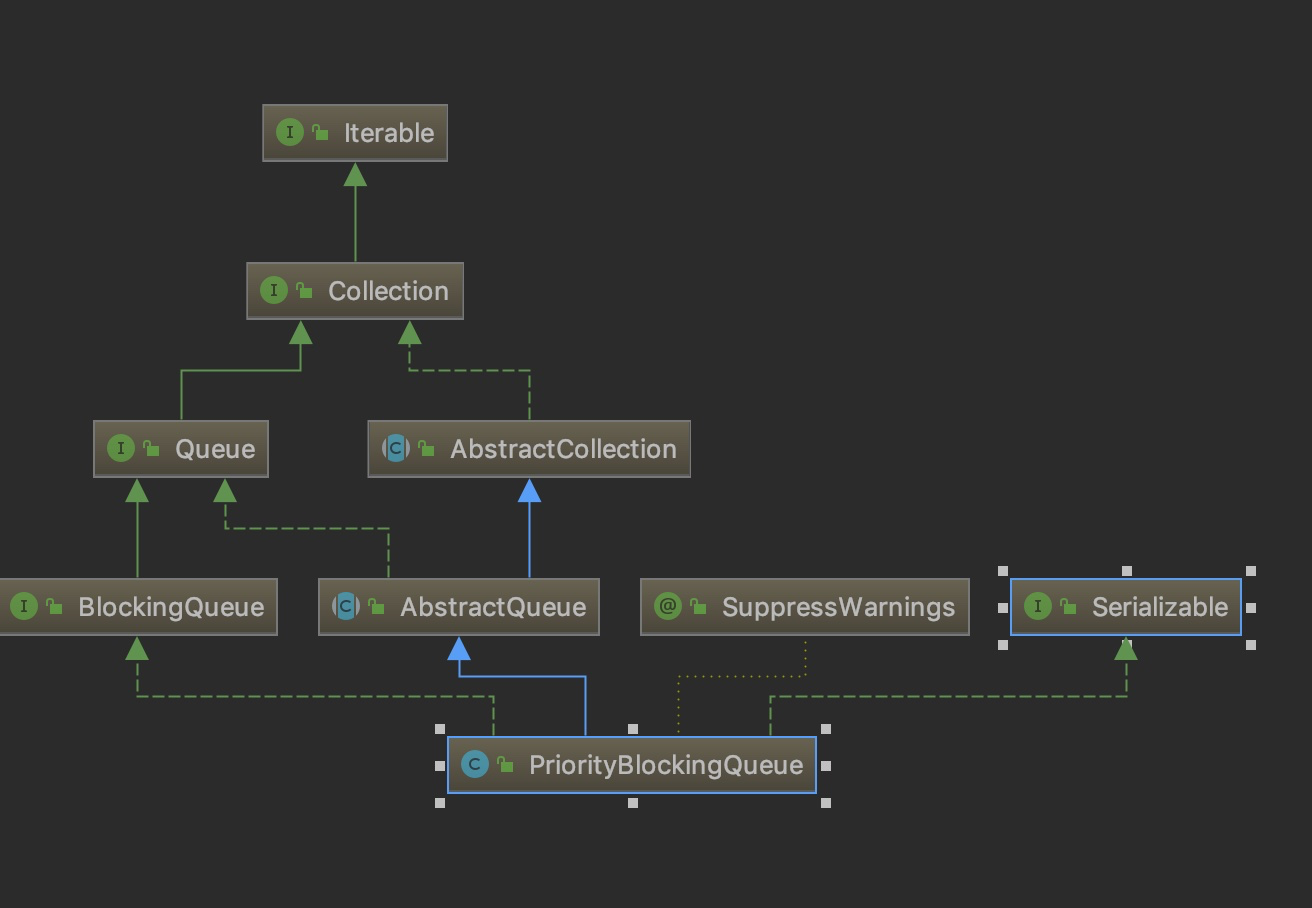 I Iterable
I Collection
I Queue
C AbstractCollection
I BlockingQueue
C AbstractQueue
@ SuppressWarnings
I Serializable
C PriorityBlockingQueue